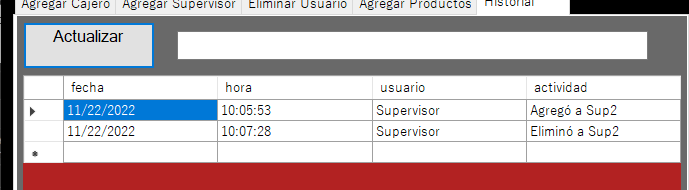 Agregar Cajero Agregar Supervisor Eliminar Usuario Agregar Productos Historial
Actualizar
fecha hora usuario actividad
11/22/2022 10:05:53 Supervisor Agregó a Sup2
11/22/2022 10:07:28 Supervisor Eliminó a Sup2